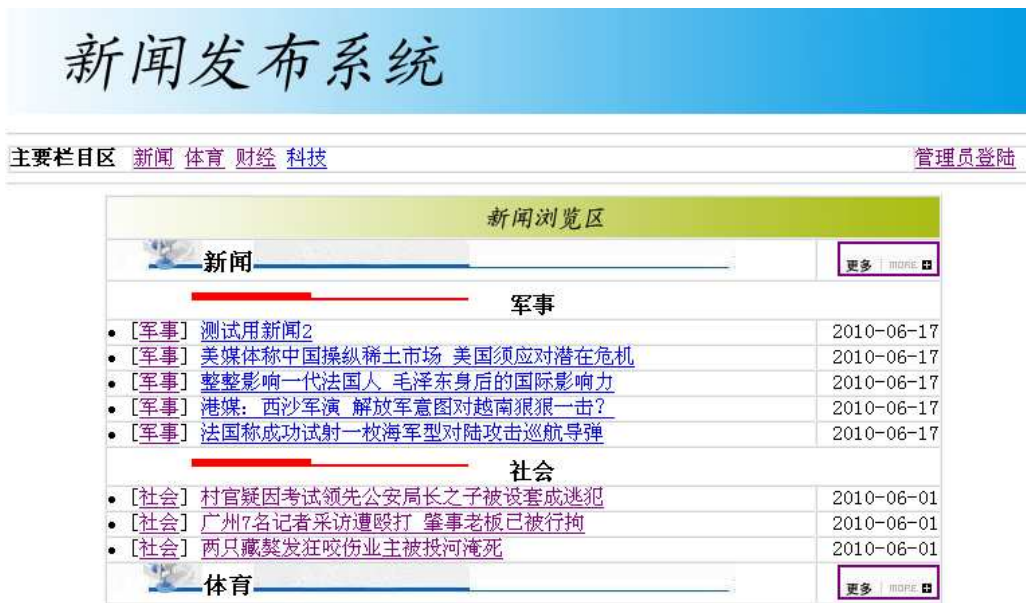 新闻发布系统
主要栏目区 新闻 体育 财经 科技 管理员登陆
新闻浏览区
新闻 更多 MORE
军事
[军事] 测试用新闻2 2010-06-17
[军事] 美媒体称中国操纵稀土市场 美国须应对潜在危机 2010-06-17
[军事] 整整影响一代法国人 毛泽东身后的国际影响力 2010-06-17
[军事] 港媒：西沙军演 解放军意图对越南狠狠一击？ 2010-06-17
[军事] 法国称成功试射一枚海军型对陆攻击巡航导弹 2010-06-17
社会
[社会] 村官疑因考试领先公安局长之子被设套成逃犯 2010-06-01
[社会] 广州7名记者采访遭殴打 肇事老板已被行拘 2010-06-01
[社会] 两只藏獒发狂咬伤业主被投河淹死 2010-06-01
体育 更多 MORE